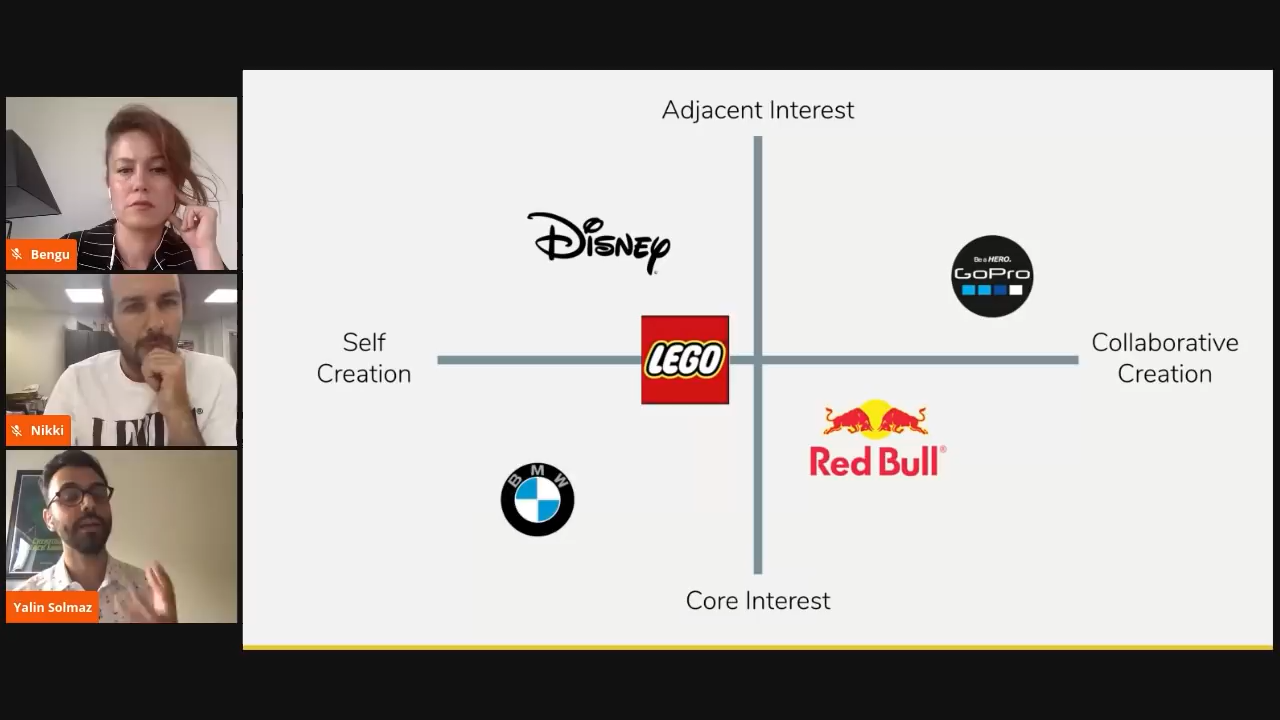 Bengu
Nikki
LEVI
Yalin Solmaz
Adjacent Interest
Disney
Be a HERO.
GoPro
Self
Creation
LEGO
Collaborative
Creation
Red Bull®
BMW
Core Interest